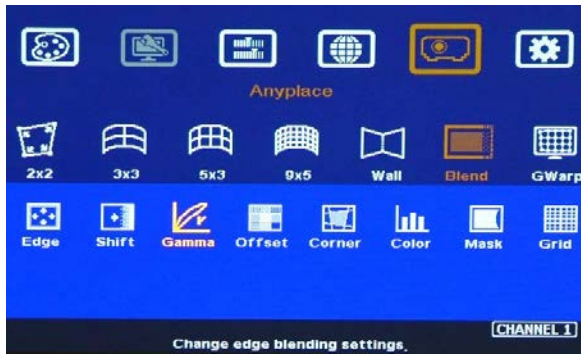 Anyplace
2x2 3x3 5x3 9x5 Wall Blend GWarp
Edge Shift Gamma Offset Corner Color Mask Grid
CHANNEL 1
Change edge blending settings.